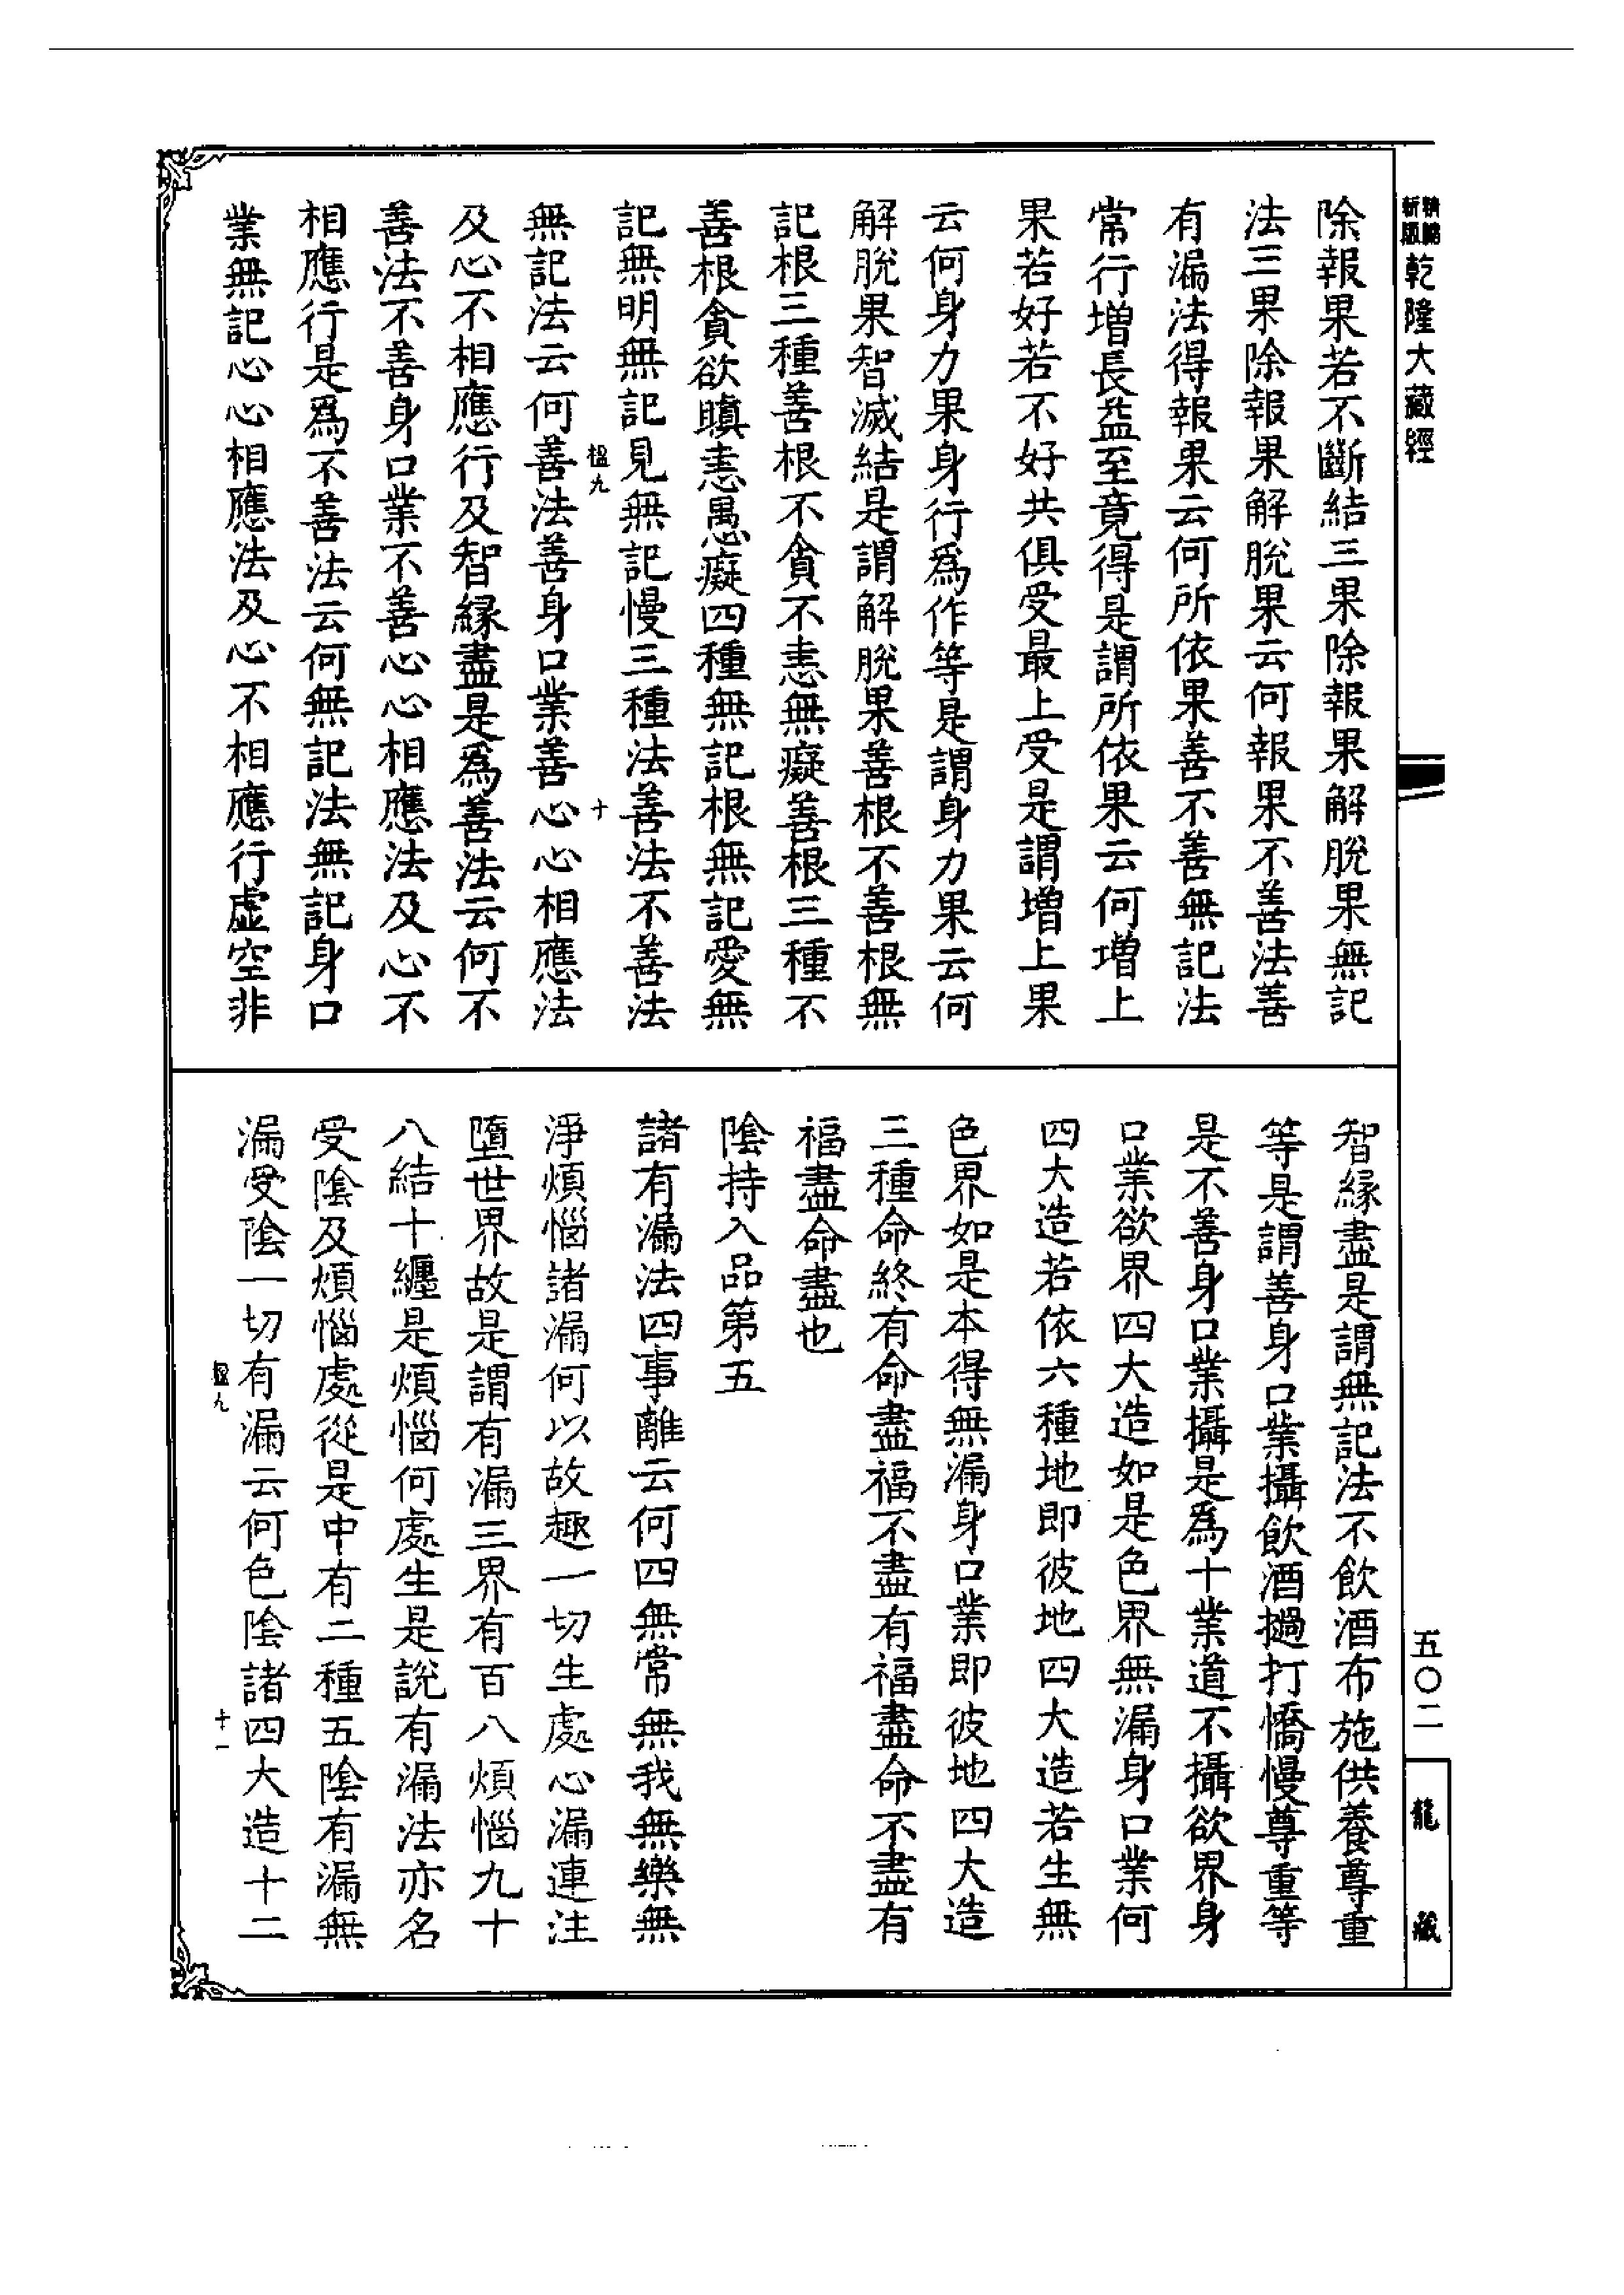 精縮新版乾隆大藏經
除報果若不斷結三果除報果解脫果無記
法三果除報果解脫果云何報果不善法善
有漏法得報果云何所依果善不善無記法
常行增長益至竟得是謂所依果云何增上
果若好若不好共俱受最上受是謂增上果
云何身力果身行爲作等是謂身力果云何
解脫果智滅結是謂解脫果善根不善根無
記根三種善根不貪不恚無癡善根三種不
善根貪欲瞋恚愚癡四種無記根無記愛無
記無明無記見無記慢三種法善法不善法
十
無記法云何善法善身口業善心心相應法
及心不相應行及智緣盡是爲善法云何不
善法不善身口業不善心心相應法及心不
相應行是爲不善法云何無記法無記身口
業無記心心相應法及心不相應行虛空非
智緣盡是謂無記法不飲酒布施供養尊重
等是謂善身口業攝飲酒撾打憍慢尊重等
是不善身口業攝是爲十業道不攝欲界身
口業欲界四大造如是色界無漏身口業何
四大造若依六種地即彼地四大造若生無
色界如是本得無漏身口業即彼地四大造
三種命終有命盡福不盡有福盡命不盡有
福盡命盡也
陰持入品第五
諸有漏法四事離云何四無常無我無樂無
淨煩惱諸漏何以故趣一切生處心漏連注
墮世界故是謂有漏三界有百八煩惱九十
八結十纏是煩惱何處生是說有漏法亦名
受陰及煩惱處從是中有二種五陰有漏無
漏受陰一切有漏云何色陰諸四大造十二
十一
五〇二
龍藏